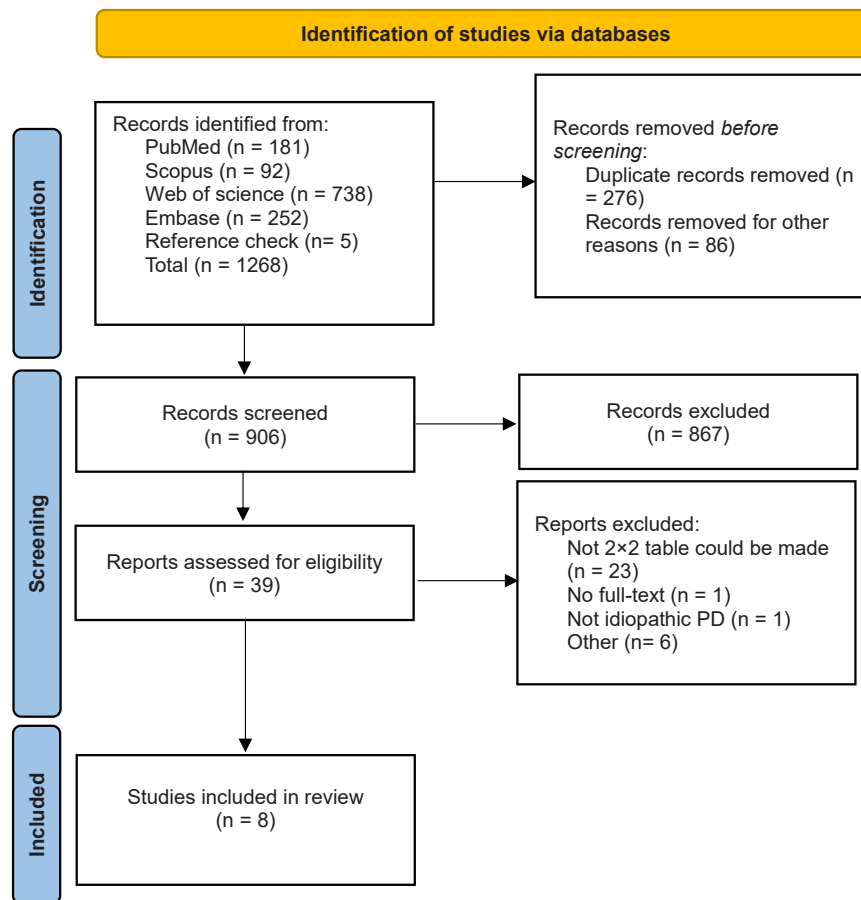 Identification of studies via databases
Identification
Records identified from:
PubMed (n = 181)
Scopus (n = 92)
Web of science (n = 738)
Embase (n = 252)
Reference check (n= 5)
Total (n = 1268)
Records removed before
screening:
Duplicate records removed (n
= 276)
Records removed for other
reasons (n = 86)
Screening
Records screened
(n = 906)
Records excluded
(n = 867)
Reports assessed for eligibility
(n = 39)
Reports excluded:
Not 2×2 table could be made
(n = 23)
No full-text (n = 1)
Not idiopathic PD (n = 1)
Other (n= 6)
Included
Studies included in review
(n = 8)